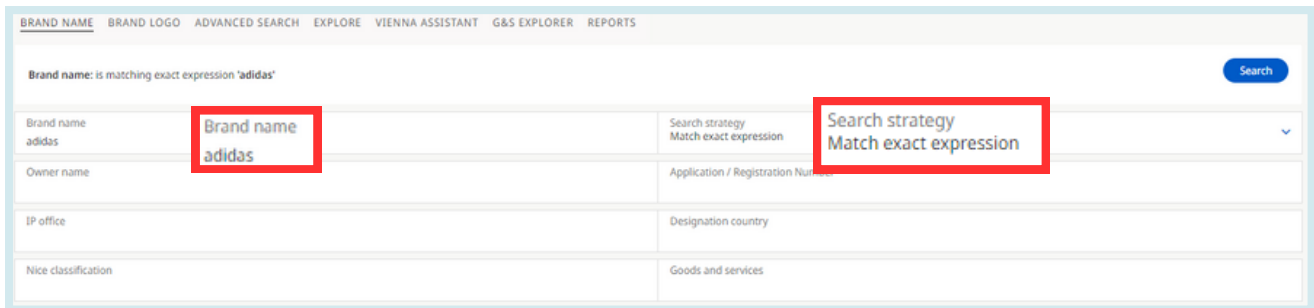 BRAND NAME BRAND LOGO ADVANCED SEARCH EXPLORE VIENNA ASSISTANT G&S EXPLORER REPORTS
Brand name: is matching exact expression 'adidas'
Search
Brand name
adidas
Brand name
adidas
Search strategy
Match exact expression
Search strategy
Match exact expression
Owner name
Application / Registration Number
IP office
Designation country
Nice classification
Goods and services